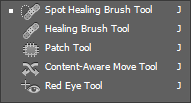 Spot Healing Brush Tool J
Healing Brush Tool J
Patch Tool J
Content-Aware Move Tool J
Red Eye Tool J